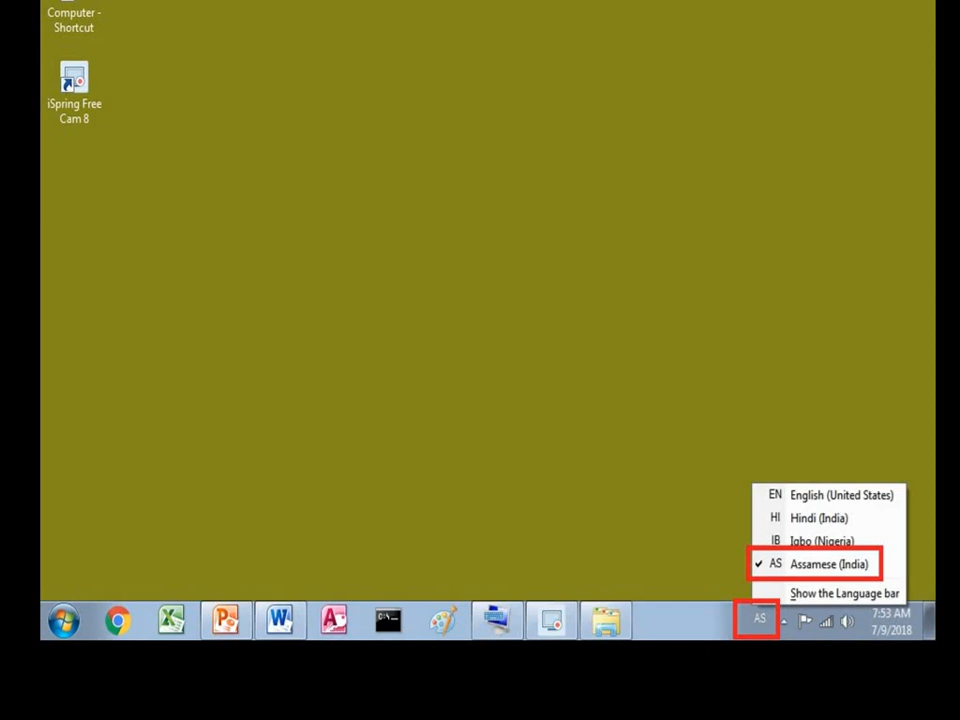 Computer -
Shortcut
iSpring Free
Cam 8
EN English (United States)
HI Hindi (India)
IB Igbo (Nigeria)
AS Assamese (India)
Show the Language bar
AS
7:53 AM
7/9/2018